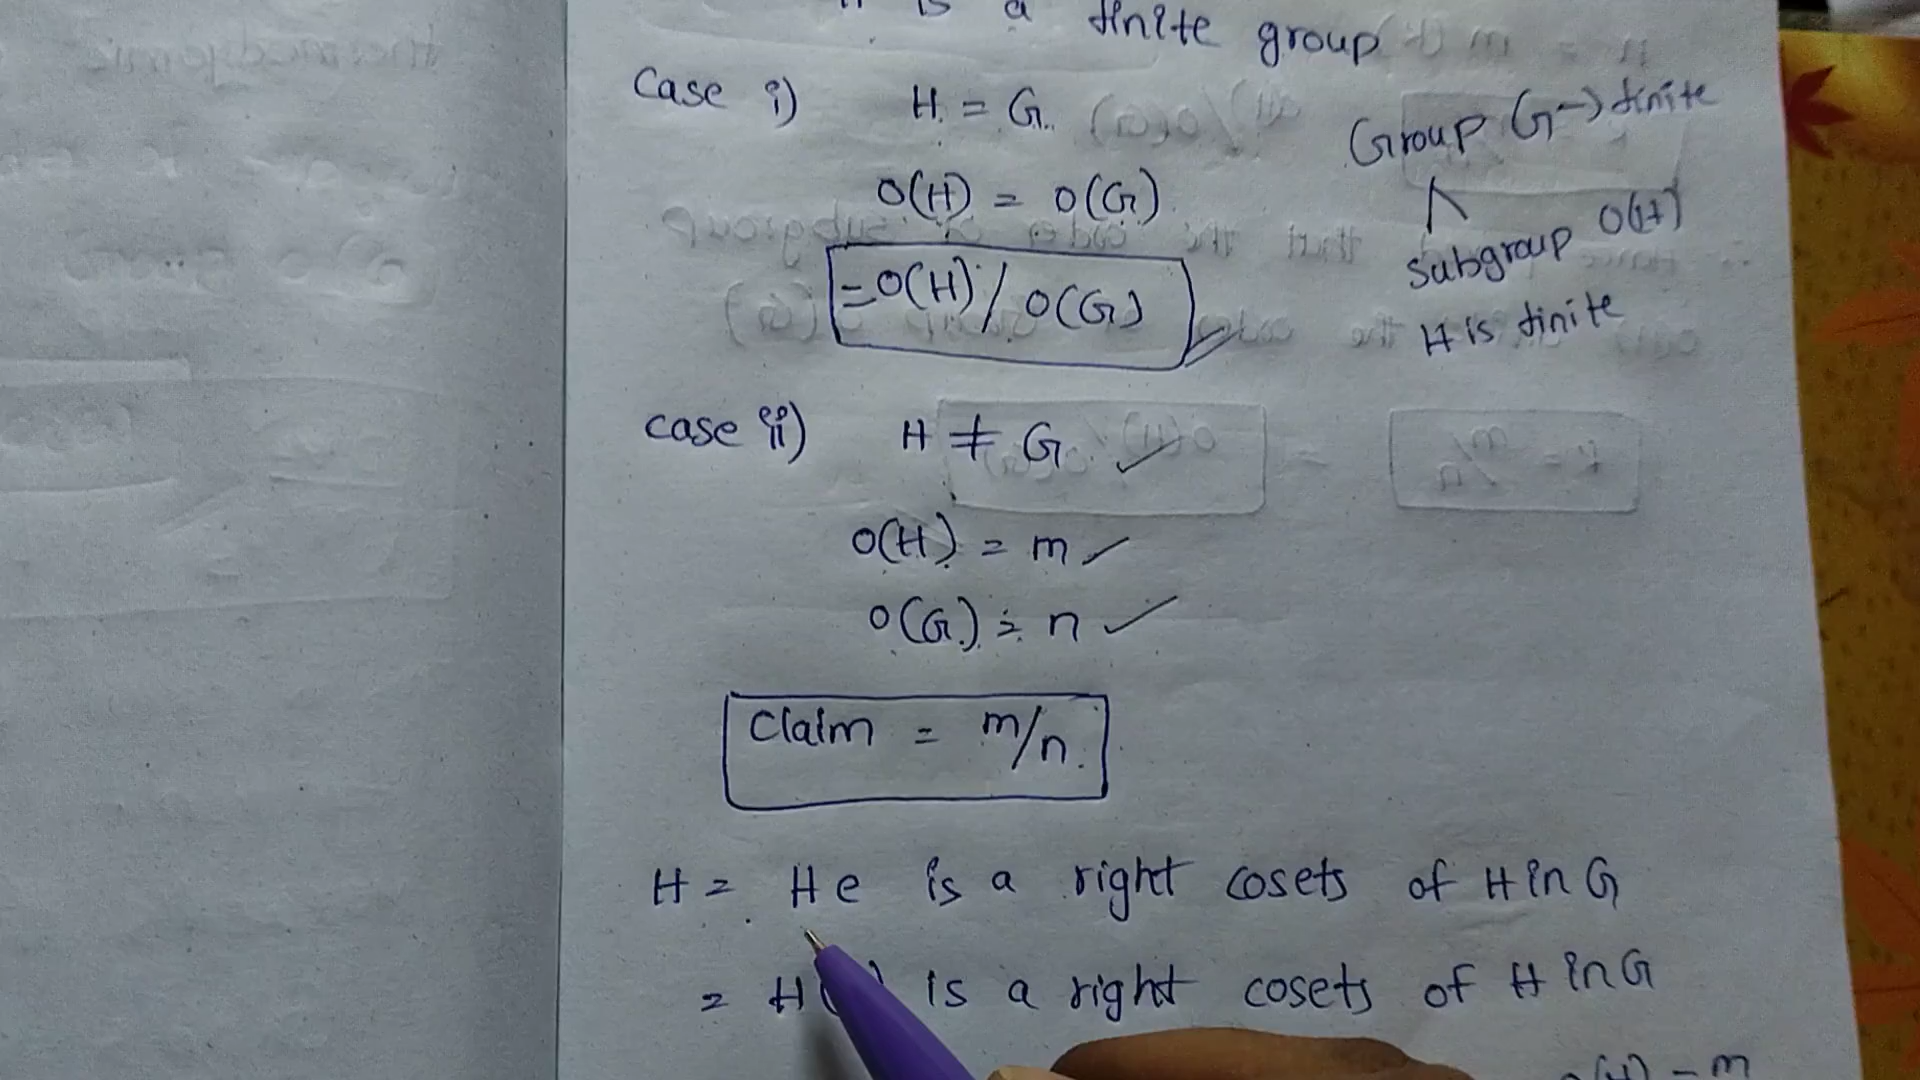 is a finite group
Case i) H = G
O(H) = O(G)
= O(H) / O(G)
Group G → finite
subgroup O(H)
H is finite
case ii) H ≠ G
O(H) = m
O(G) = n
Claim = m/n
H = He is a right cosets of H in G
= H is a right cosets of H in G
= m